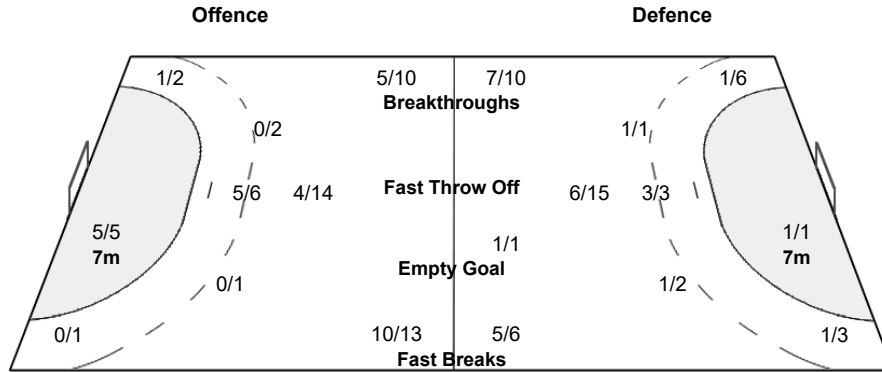 Offence Defence
1/2 5/10 7/10 1/6
Breakthroughs
0/2 1/1
5/6 4/14 Fast Throw Off 6/15 3/3
5/5 1/1 1/1
7m Empty Goal 7m
0/1 1/2
0/1 10/13 5/6 1/3
Fast Breaks